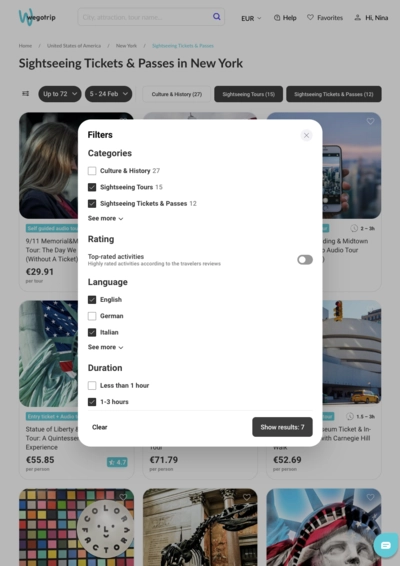 Wegotrip
City, attraction, tour name...
EUR
Help
Favorites
Hi, Nina
Home / United States of America / New York / Sightseeing Tickets & Passes
Sightseeing Tickets & Passes in New York
Up to 72
5 - 24 Feb
Culture & History (27)
Sightseeing Tours (15)
Sightseeing Tickets & Passes (12)
Filters
Categories
Culture & History 27
Sightseeing Tours 15
Sightseeing Tickets & Passes 12
See more
Rating
Top-rated activities
Highly rated activities according to the travelers reviews
Language
English
German
Italian
See more
Duration
Less than 1 hour
1-3 hours
Clear
Show results: 7
Self guided audio
2 – 3h
9/11 Memorial&M
Tour: The Day We
(Without A Ticket)
€29.91
per tour
ding & Midtown
Tour
Entry ticket + Audio
1.5 – 3h
Statue of Liberty &
Tour: A Quintesse
Experience
€55.85
per person
4.7
Tour
€71.79
per person
useum Ticket & In-
r with Carnegie Hill
Walk
€52.69
per person
COLOR
FACTORY